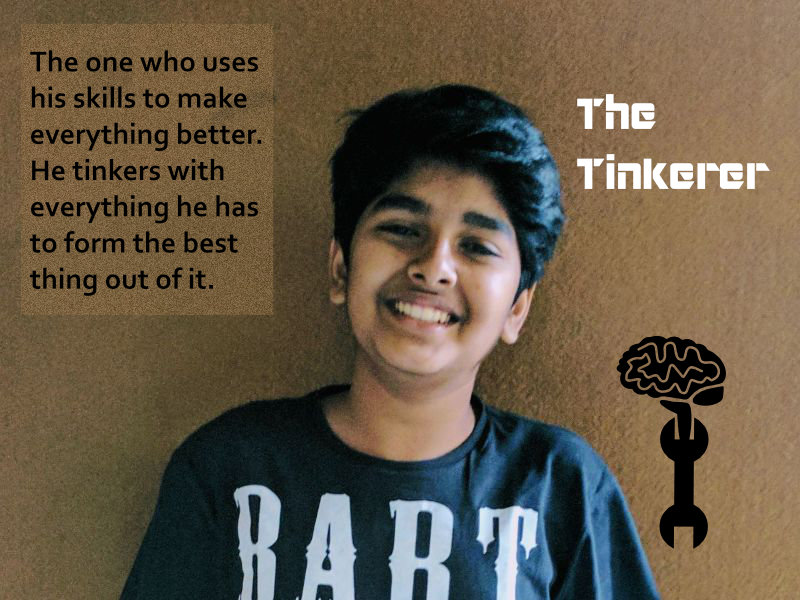 The one who uses
his skills to make
everything better.
He tinkers with
everything he has
to form the best
thing out of it.
The
Tinkerer
BART